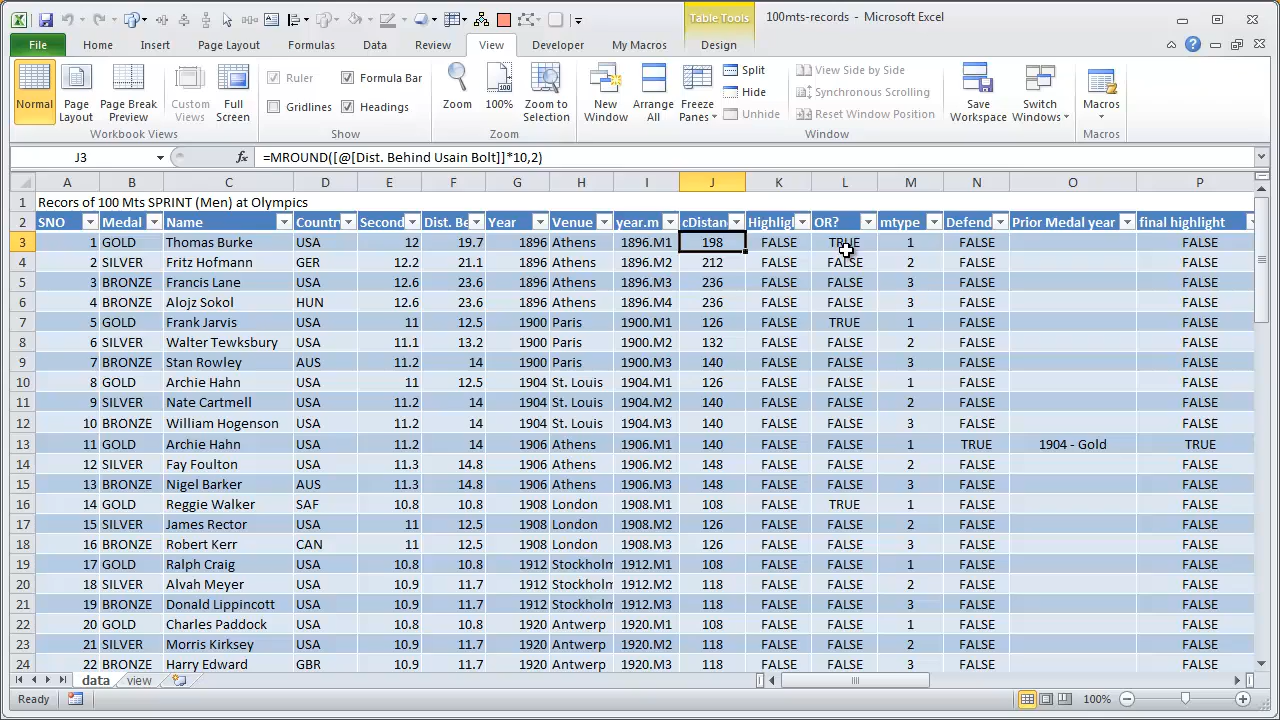 Table Tools
100mts-records - Microsoft Excel
File Home Insert Page Layout Formulas Data Review View Developer My Macros Design
Normal
Page Layout
Page Break Preview
Custom Views
Full Screen
Workbook Views
Ruler
Formula Bar
Gridlines
Headings
Show
Zoom
100%
Zoom to Selection
Zoom
New Window
Arrange All
Freeze Panes
Split
Hide
Unhide
View Side by Side
Synchronous Scrolling
Reset Window Position
Window
Save Workspace
Switch Windows
Macros
Macros
J3 fx =MROUND([@[Dist. Behind Usain Bolt]]*10,2)
A B C D E F G H I J K L M N O P
1 Recors of 100 Mts SPRINT (Men) at Olympics
2 SNO Medal Name Countr Second Dist. Be Year Venue year.m cDistan Highlig OR? mtype Defend Prior Medal year final highlight
3 1 GOLD Thomas Burke USA 12 19.7 1896 Athens 1896.M1 198 FALSE TRUE 1 FALSE FALSE
4 2 SILVER Fritz Hofmann GER 12.2 21.1 1896 Athens 1896.M2 212 FALSE FALSE 2 FALSE FALSE
5 3 BRONZE Francis Lane USA 12.6 23.6 1896 Athens 1896.M3 236 FALSE FALSE 3 FALSE FALSE
6 4 BRONZE Alojz Sokol HUN 12.6 23.6 1896 Athens 1896.M4 236 FALSE FALSE 3 FALSE FALSE
7 5 GOLD Frank Jarvis USA 11 12.5 1900 Paris 1900.M1 126 FALSE TRUE 1 FALSE FALSE
8 6 SILVER Walter Tewksbury USA 11.1 13.2 1900 Paris 1900.M2 132 FALSE FALSE 2 FALSE FALSE
9 7 BRONZE Stan Rowley AUS 11.2 14 1900 Paris 1900.M3 140 FALSE FALSE 3 FALSE FALSE
10 8 GOLD Archie Hahn USA 11 12.5 1904 St. Louis 1904.M1 126 FALSE FALSE 1 FALSE FALSE
11 9 SILVER Nate Cartmell USA 11.2 14 1904 St. Louis 1904.M2 140 FALSE FALSE 2 FALSE FALSE
12 10 BRONZE William Hogenson USA 11.2 14 1904 St. Louis 1904.M3 140 FALSE FALSE 3 FALSE FALSE
13 11 GOLD Archie Hahn USA 11.2 14 1906 Athens 1906.M1 140 FALSE FALSE 1 TRUE 1904 - Gold TRUE
14 12 SILVER Fay Foulton USA 11.3 14.8 1906 Athens 1906.M2 148 FALSE FALSE 2 FALSE FALSE
15 13 BRONZE Nigel Barker AUS 11.3 14.8 1906 Athens 1906.M3 148 FALSE FALSE 3 FALSE FALSE
16 14 GOLD Reggie Walker SAF 10.8 10.8 1908 London 1908.M1 108 FALSE TRUE 1 FALSE FALSE
17 15 SILVER James Rector USA 11 12.5 1908 London 1908.M2 126 FALSE FALSE 2 FALSE FALSE
18 16 BRONZE Robert Kerr CAN 11 12.5 1908 London 1908.M3 126 FALSE FALSE 3 FALSE FALSE
19 17 GOLD Ralph Craig USA 10.8 10.8 1912 Stockholm 1912.M1 108 FALSE FALSE 1 FALSE FALSE
20 18 SILVER Alvah Meyer USA 10.9 11.7 1912 Stockholm 1912.M2 118 FALSE FALSE 2 FALSE FALSE
21 19 BRONZE Donald Lippincott USA 10.9 11.7 1912 Stockholm 1912.M3 118 FALSE FALSE 3 FALSE FALSE
22 20 GOLD Charles Paddock USA 10.8 10.8 1920 Antwerp 1920.M1 108 FALSE FALSE 1 FALSE FALSE
23 21 SILVER Morris Kirksey USA 10.9 11.7 1920 Antwerp 1920.M2 118 FALSE FALSE 2 FALSE FALSE
24 22 BRONZE Harry Edward GBR 10.9 11.7 1920 Antwerp 1920.M3 118 FALSE FALSE 3 FALSE FALSE
data view
Ready 100%